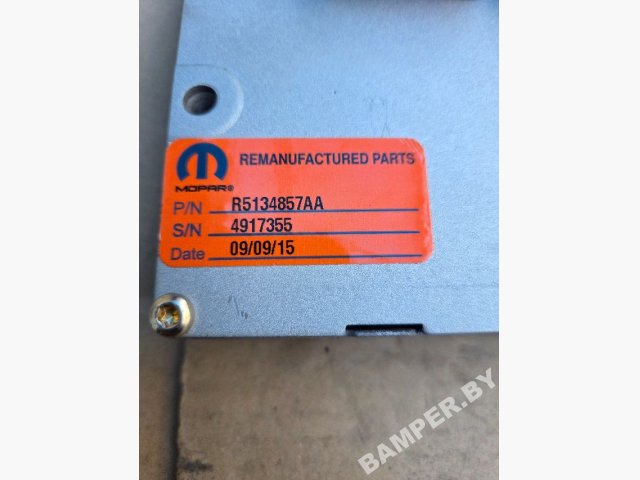 REMANUFACTURED PARTS
MOPAR®
P/N R5134857AA
S/N 4917355
Date 09/09/15
BAMPER.BY